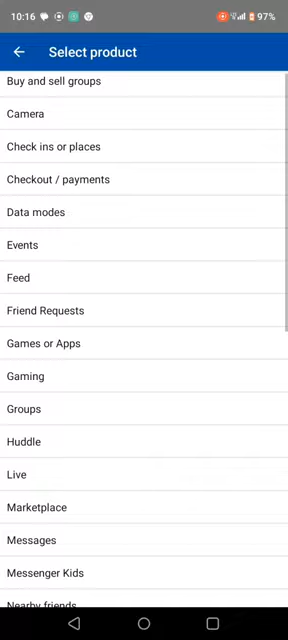 10:16
97%
Select product
Buy and sell groups
Camera
Check ins or places
Checkout / payments
Data modes
Events
Feed
Friend Requests
Games or Apps
Gaming
Groups
Huddle
Live
Marketplace
Messages
Messenger Kids
Nearby friends